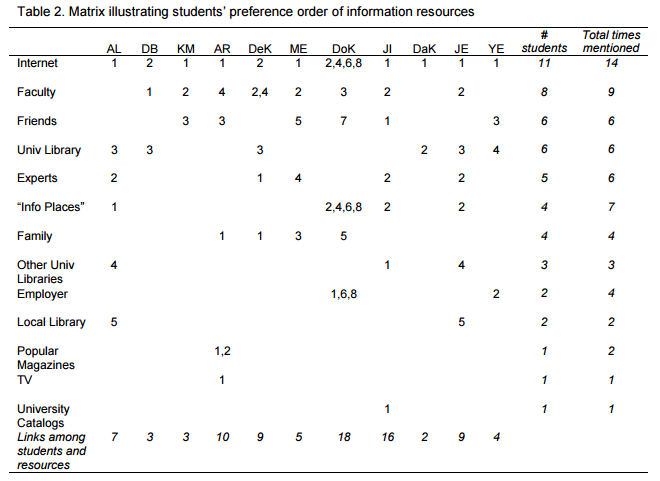 Table 2. Matrix illustrating students' preference order of information resources
# Total times
AL DB KM AR DeK ME DoK JI DaK JE YE students mentioned
Internet 1 2 1 1 2 1 2,4,6,8 1 1 1 1 11 14
Faculty 1 2 4 2,4 2 3 2 2 8 9
Friends 3 3 5 7 1 3 6 6
Univ Library 3 3 3 2 3 4 6 6
Experts 2 1 4 2 2 5 6
“Info Places” 1 2,4,6,8 2 2 4 7
Family 1 1 3 5 4 4
Other Univ 4 1 4 3 3
Libraries
Employer 1,6,8 2 2 4
Local Library 5 5 2 2
Popular 1,2 1 2
Magazines
TV 1 1 1
University 1 1 1
Catalogs
Links among 7 3 3 10 9 5 18 16 2 9 4
students and
resources